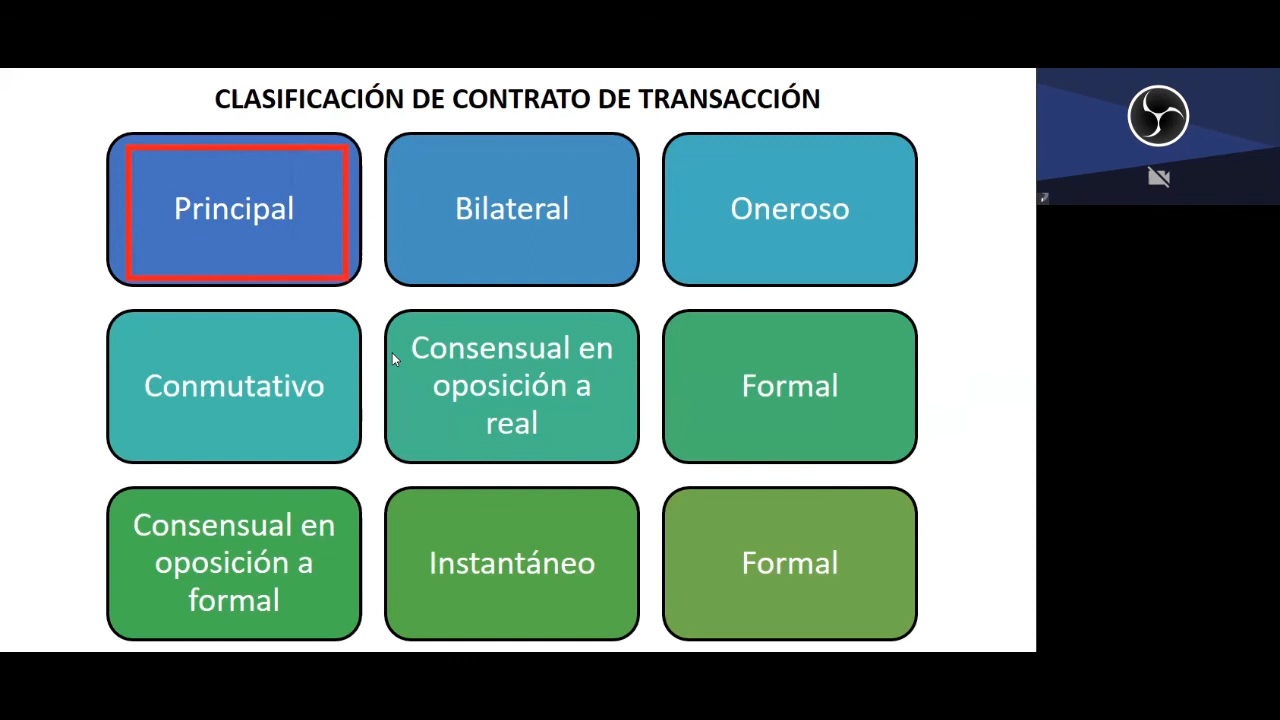 CLASIFICACIÓN DE CONTRATO DE TRANSACCIÓN
Principal
Bilateral
Oneroso
Conmutativo
Consensual en
oposición a
real
Formal
Consensual en
oposición a
formal
Instantáneo
Formal